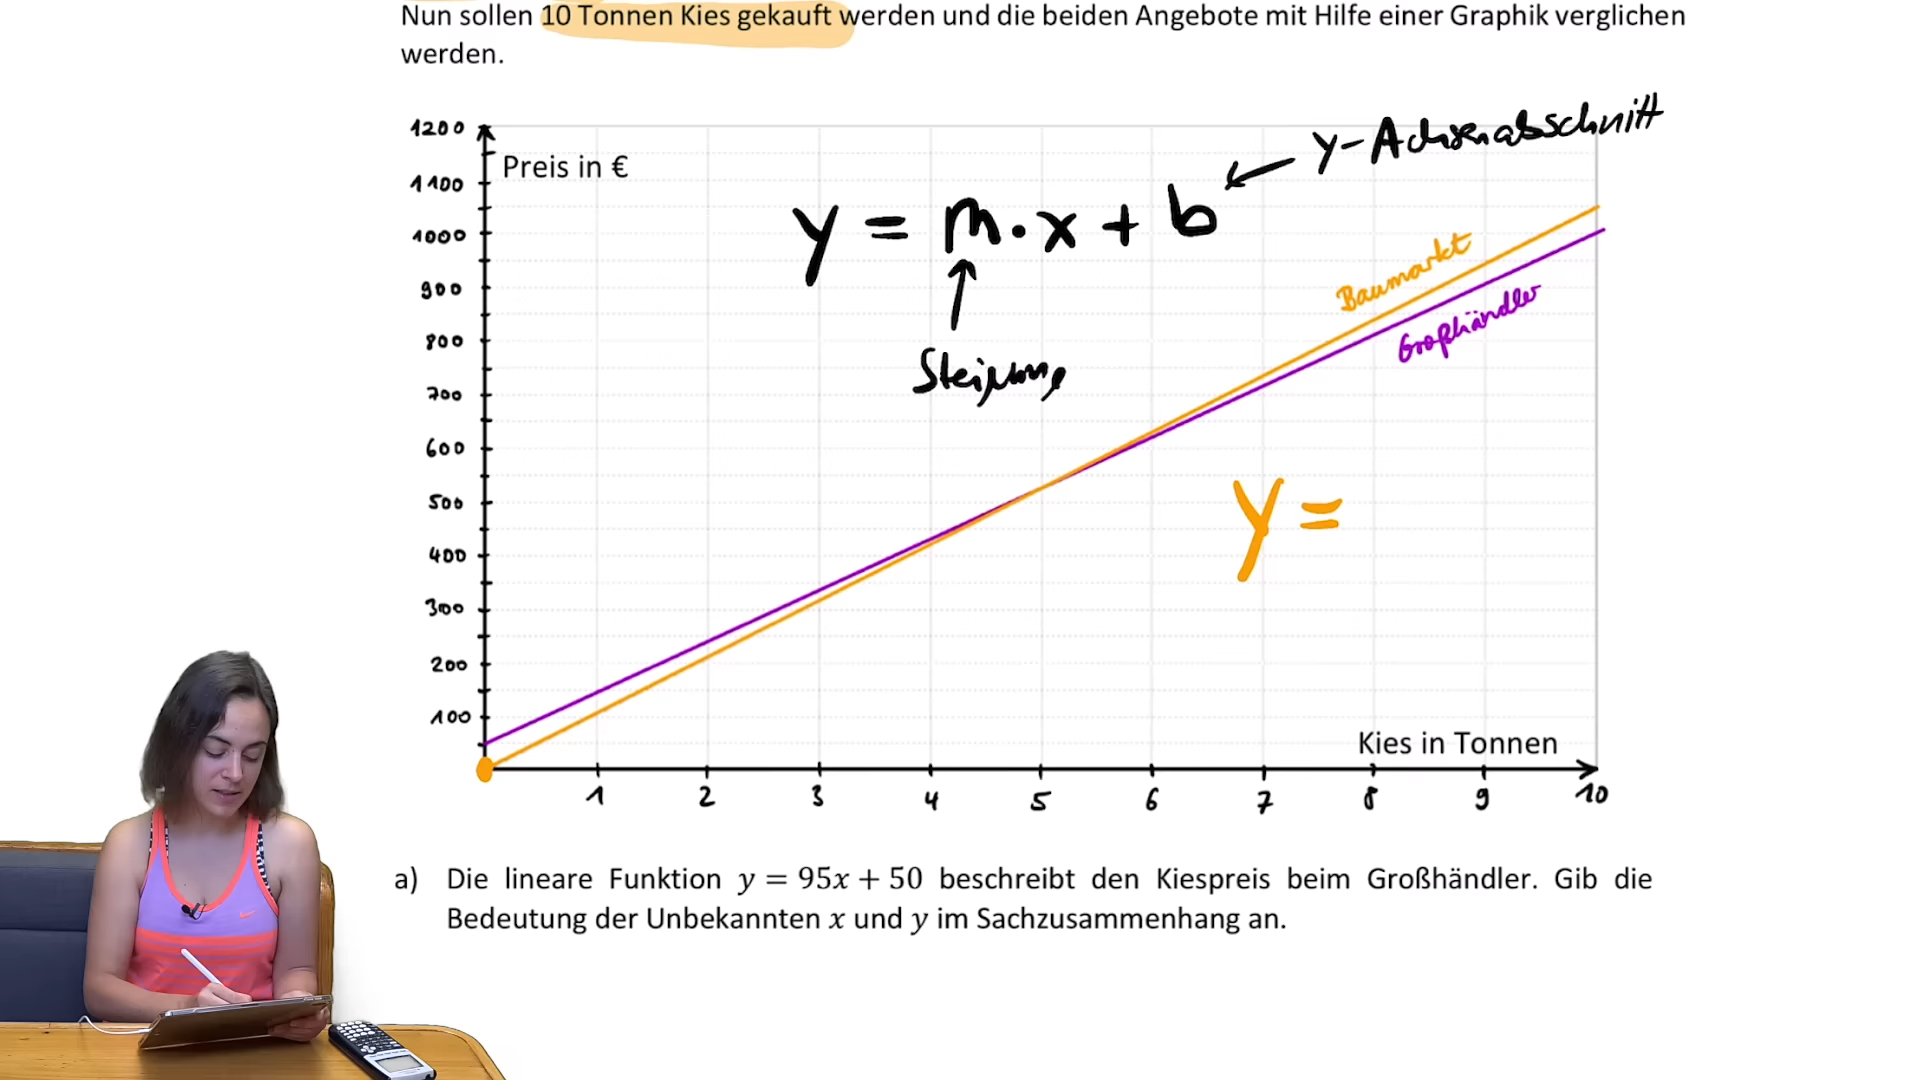 Nun sollen 10 Tonnen Kies gekauft werden und die beiden Angebote mit Hilfe einer Graphik verglichen
werden.
1200
Preis in €
y-Achsenabschnitt
1100
y = m·x + b
1000
Baumarkt
900
Großhändler
800
Steigung
700
600
500
y =
400
300
200
100
Kies in Tonnen
1 2 3 4 5 6 7 8 9 10
a) Die lineare Funktion y = 95x + 50 beschreibt den Kiespreis beim Großhändler. Gib die
Bedeutung der Unbekannten x und y im Sachzusammenhang an.